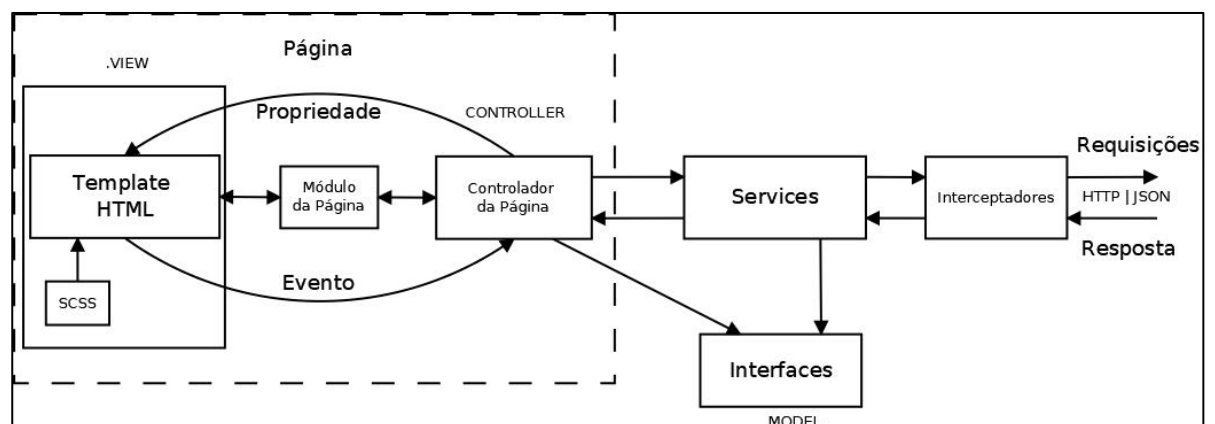 Página
.VIEW
Propriedade
CONTROLLER
Template
HTML
Módulo
da Página
Controlador
da Página
Services
Interceptadores
Requisições
HTTP | JSON
Resposta
Evento
SCSS
Interfaces
MODEL